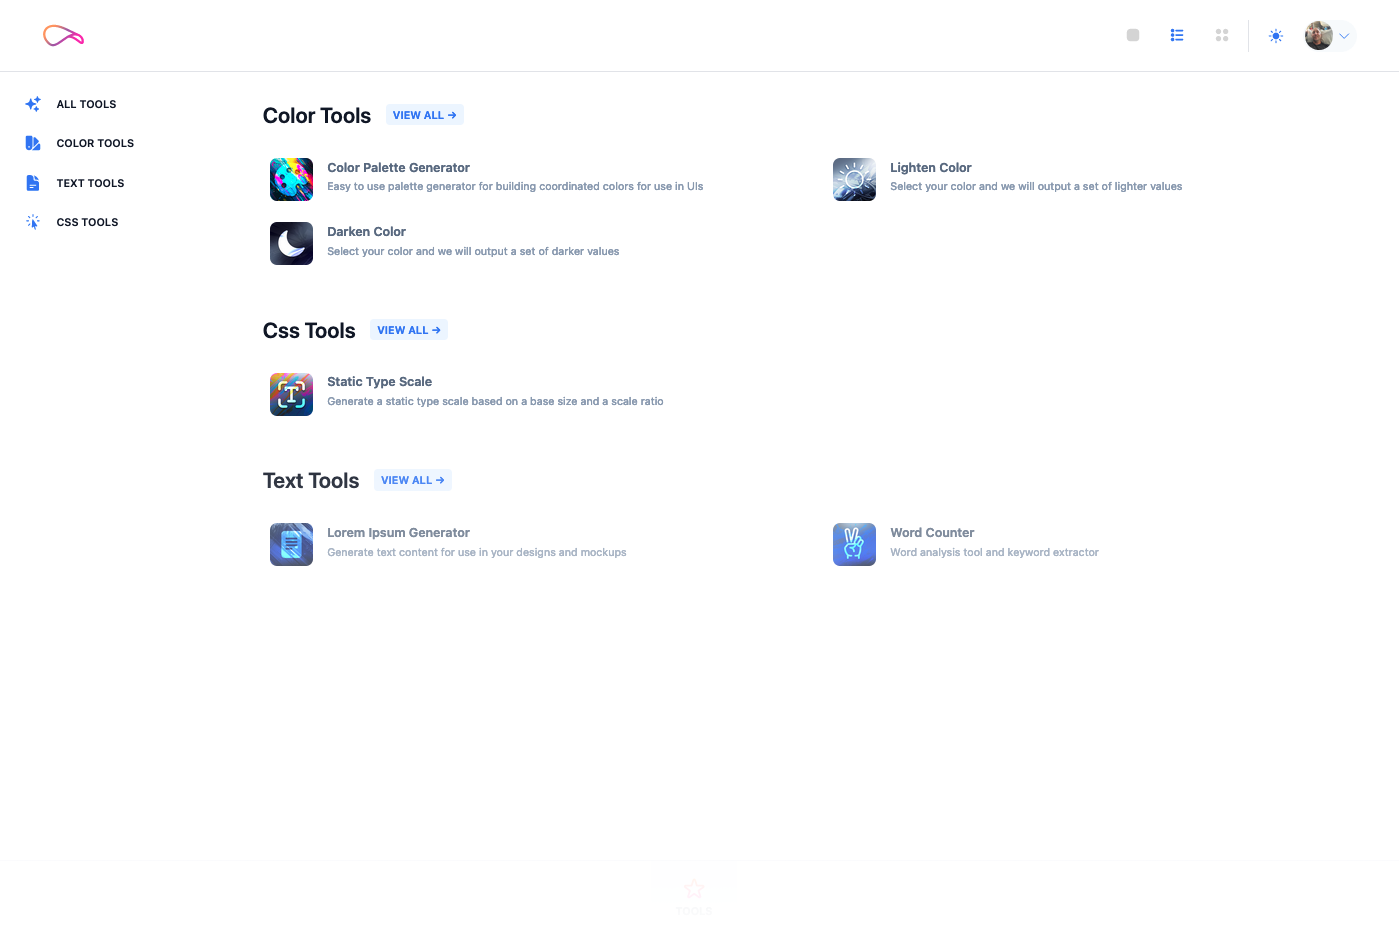 ALL TOOLS
COLOR TOOLS
TEXT TOOLS
CSS TOOLS
Color Tools
VIEW ALL →
Color Palette Generator
Easy to use palette generator for building coordinated colors for use in UIs
Lighten Color
Select your color and we will output a set of lighter values
Darken Color
Select your color and we will output a set of darker values
Css Tools
VIEW ALL →
Static Type Scale
Generate a static type scale based on a base size and a scale ratio
Text Tools
VIEW ALL →
Lorem Ipsum Generator
Generate text content for use in your designs and mockups
Word Counter
Word analysis tool and keyword extractor
TOOLS